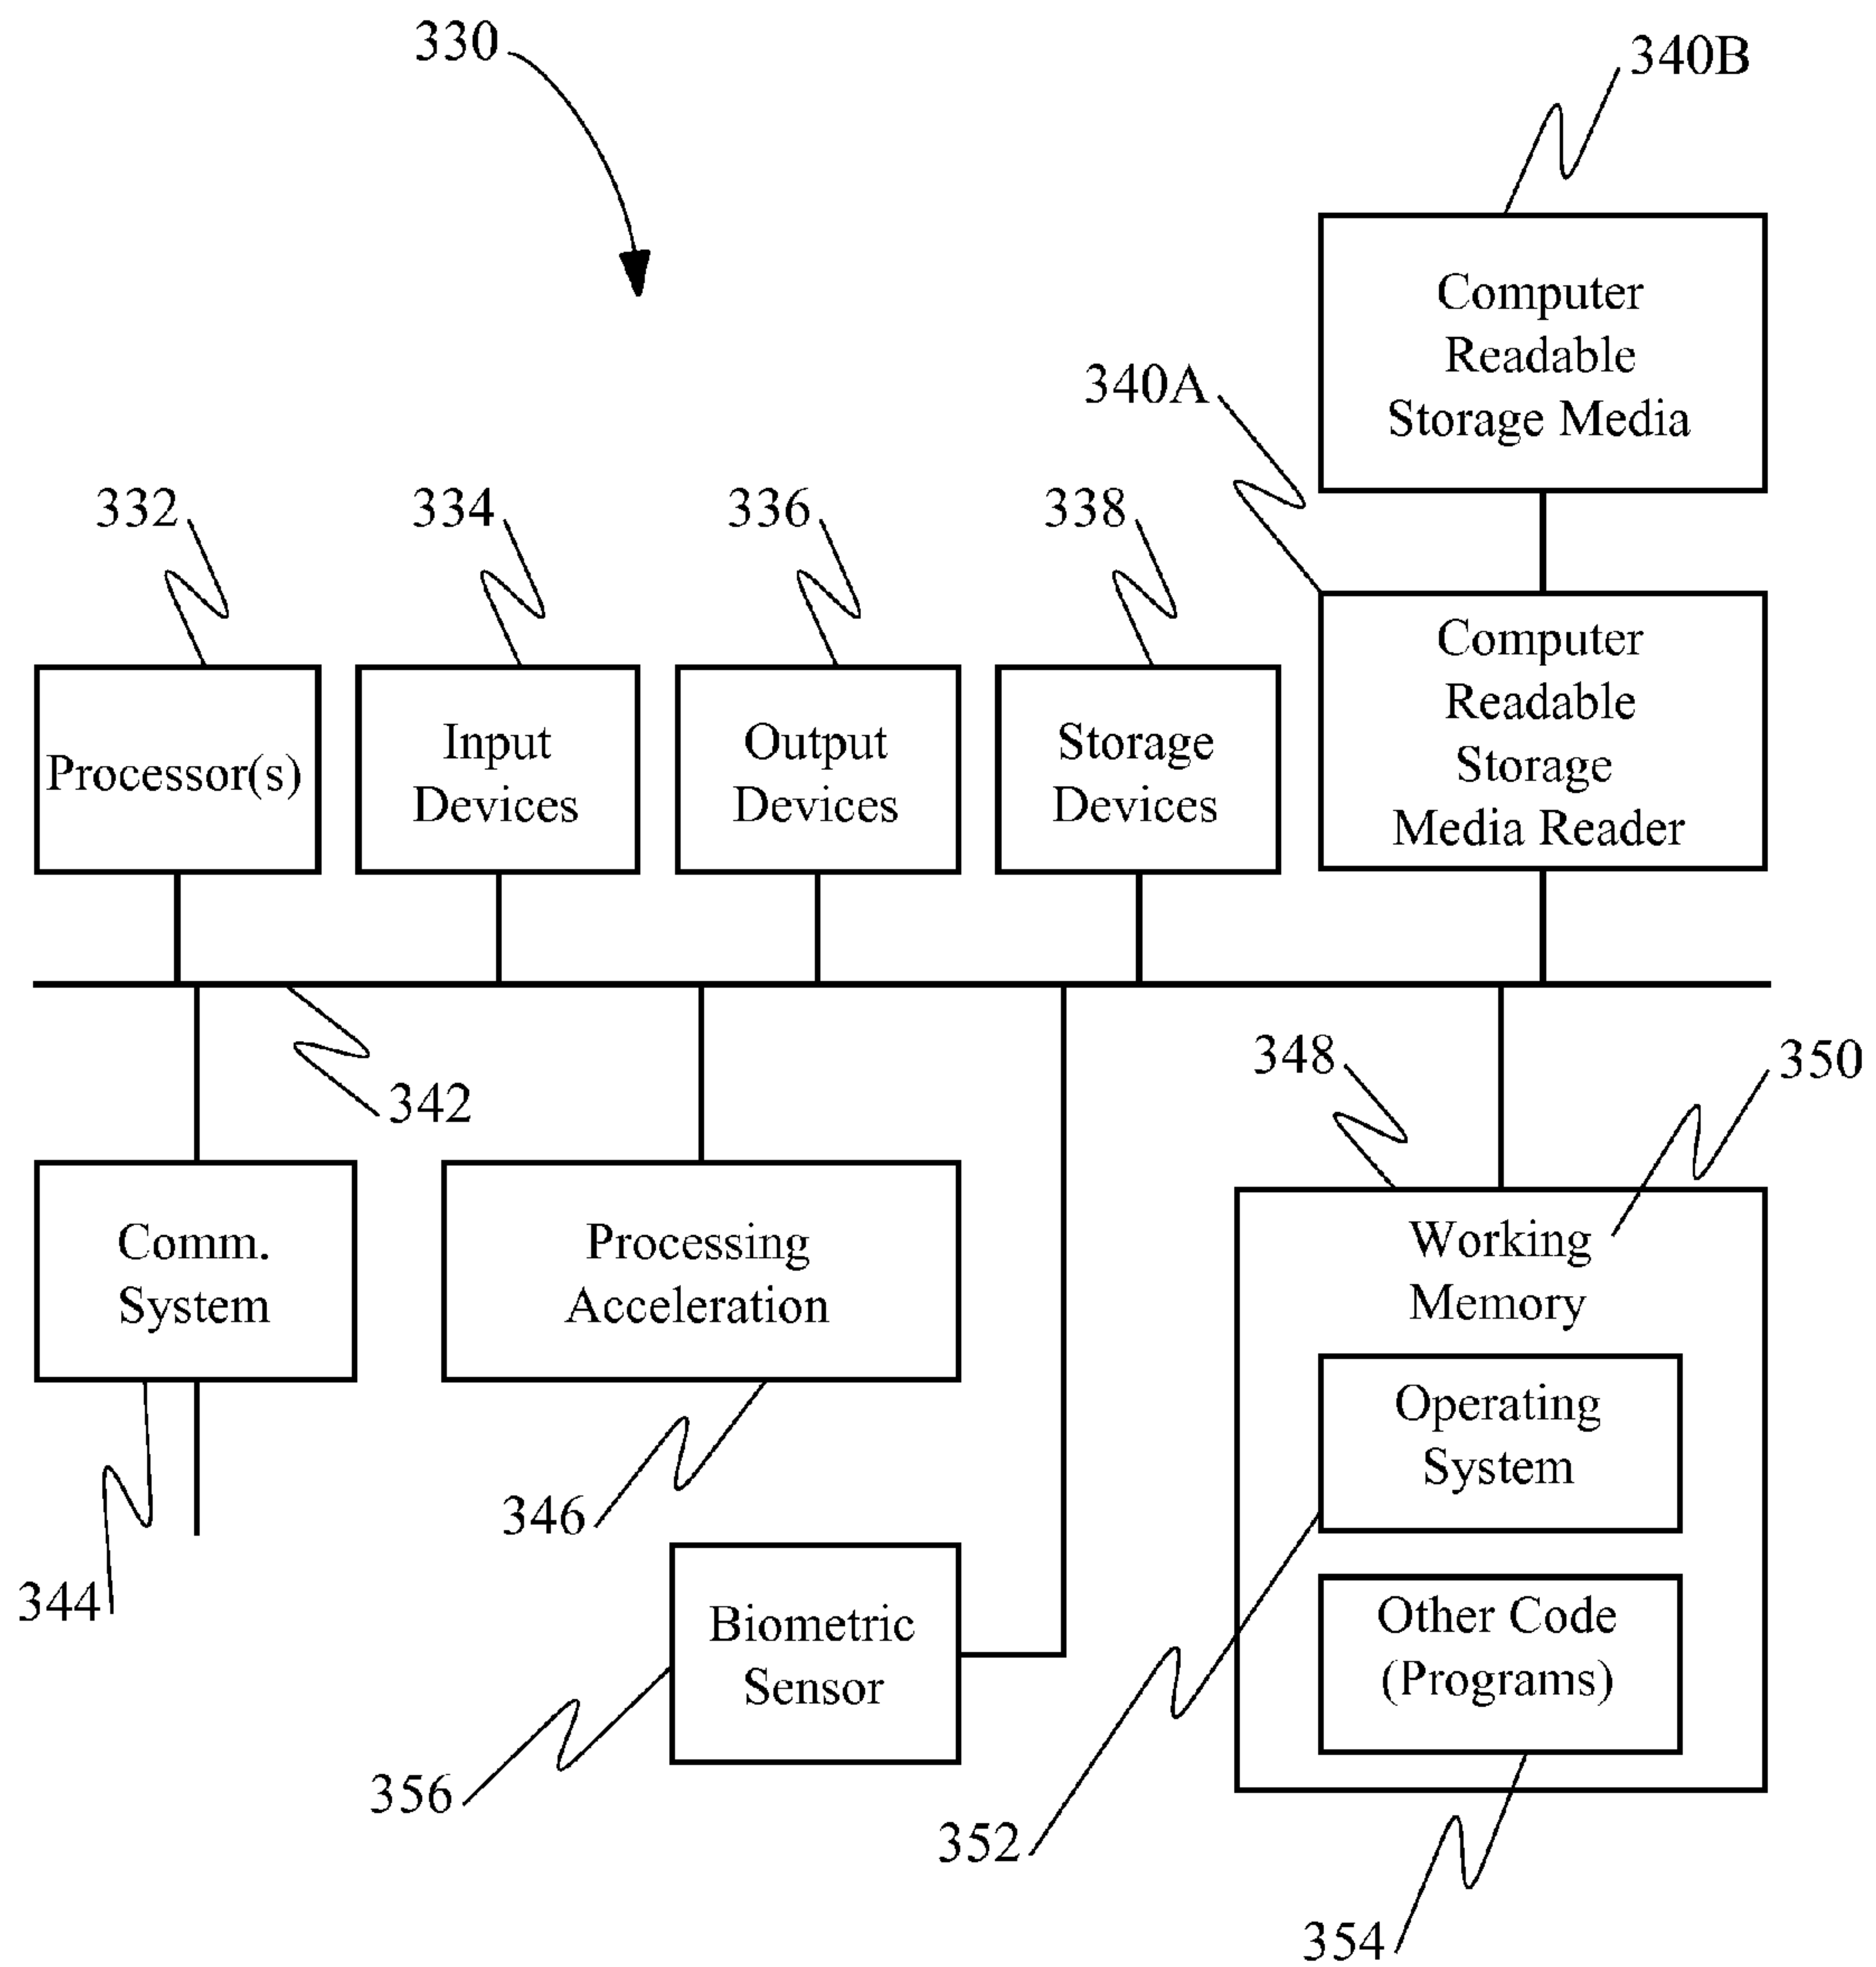 330
340B
Computer
Readable
Storage Media
340A
332
334
336
338
Computer
Readable
Storage
Media Reader
Processor(s)
Input
Devices
Output
Devices
Storage
Devices
342
348
350
Comm.
System
Processing
Acceleration
Working
Memory
Operating
System
344
346
Biometric
Sensor
Other Code
(Programs)
356
352
354